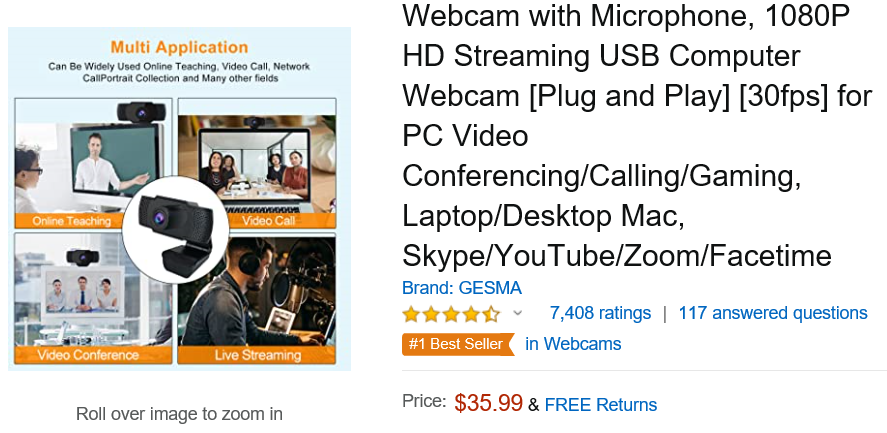 Multi Application
Can Be Widely Used Online Teaching, Video Call, Network
CallPortrait Collection and Many other fields
Online Teaching
Video Call
Video Conference
Live Streaming
Roll over image to zoom in
Webcam with Microphone, 1080P
HD Streaming USB Computer
Webcam [Plug and Play] [30fps] for
PC Video
Conferencing/Calling/Gaming,
Laptop/Desktop Mac,
Skype/YouTube/Zoom/Facetime
Brand: GESMA
7,408 ratings | 117 answered questions
#1 Best Seller in Webcams
Price: $35.99 & FREE Returns